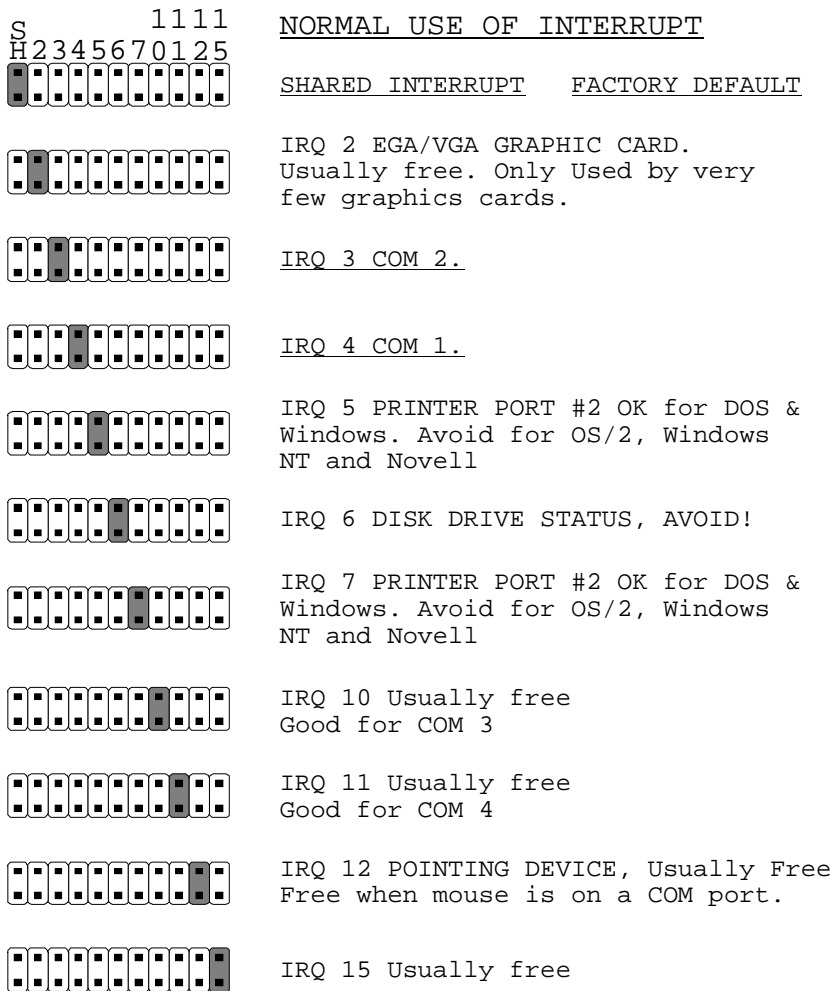 S 1111
H2345670125
NORMAL USE OF INTERRUPT
SHARED INTERRUPT FACTORY DEFAULT
IRQ 2 EGA/VGA GRAPHIC CARD.
Usually free. Only Used by very
few graphics cards.
IRQ 3 COM 2.
IRQ 4 COM 1.
IRQ 5 PRINTER PORT #2 OK for DOS &
Windows. Avoid for OS/2, Windows
NT and Novell
IRQ 6 DISK DRIVE STATUS, AVOID!
IRQ 7 PRINTER PORT #2 OK for DOS &
Windows. Avoid for OS/2, Windows
NT and Novell
IRQ 10 Usually free
Good for COM 3
IRQ 11 Usually free
Good for COM 4
IRQ 12 POINTING DEVICE, Usually Free
Free when mouse is on a COM port.
IRQ 15 Usually free